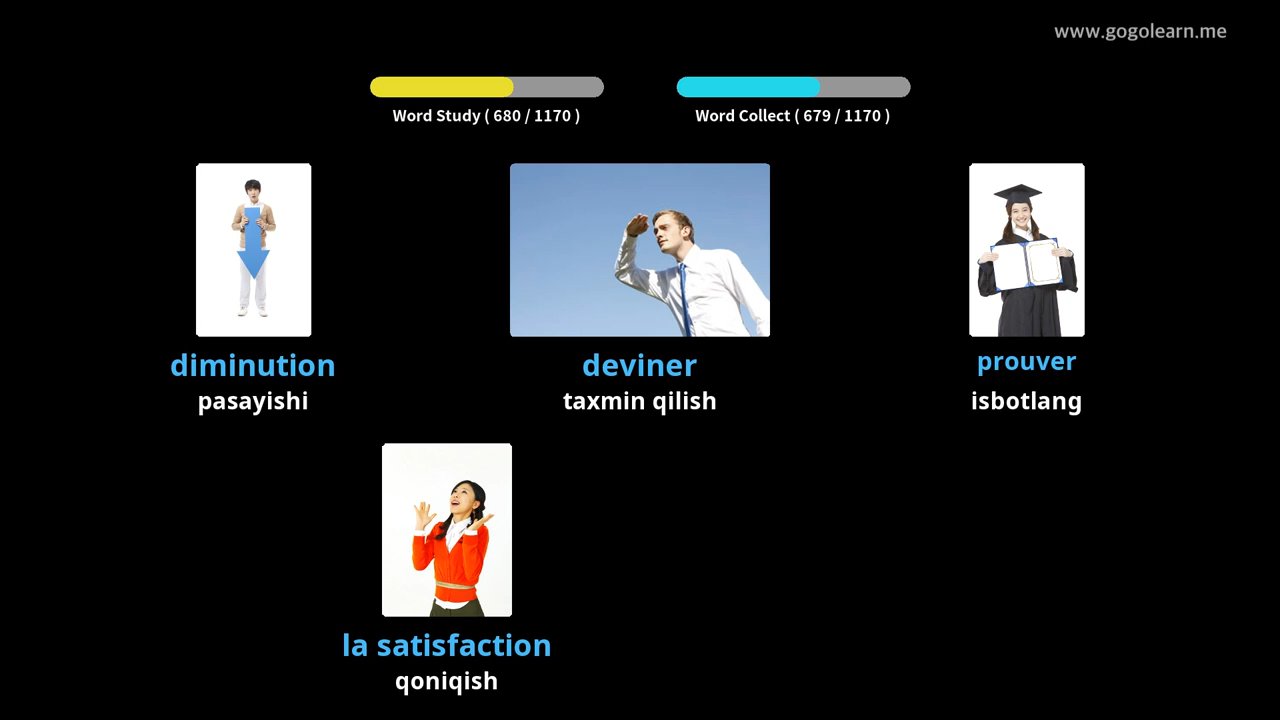 www.gogolearn.me
Word Study ( 680 / 1170 )
Word Collect ( 679 / 1170 )
diminution
pasayishi
deviner
taxmin qilish
prouver
isbotlang
la satisfaction
qoniqish